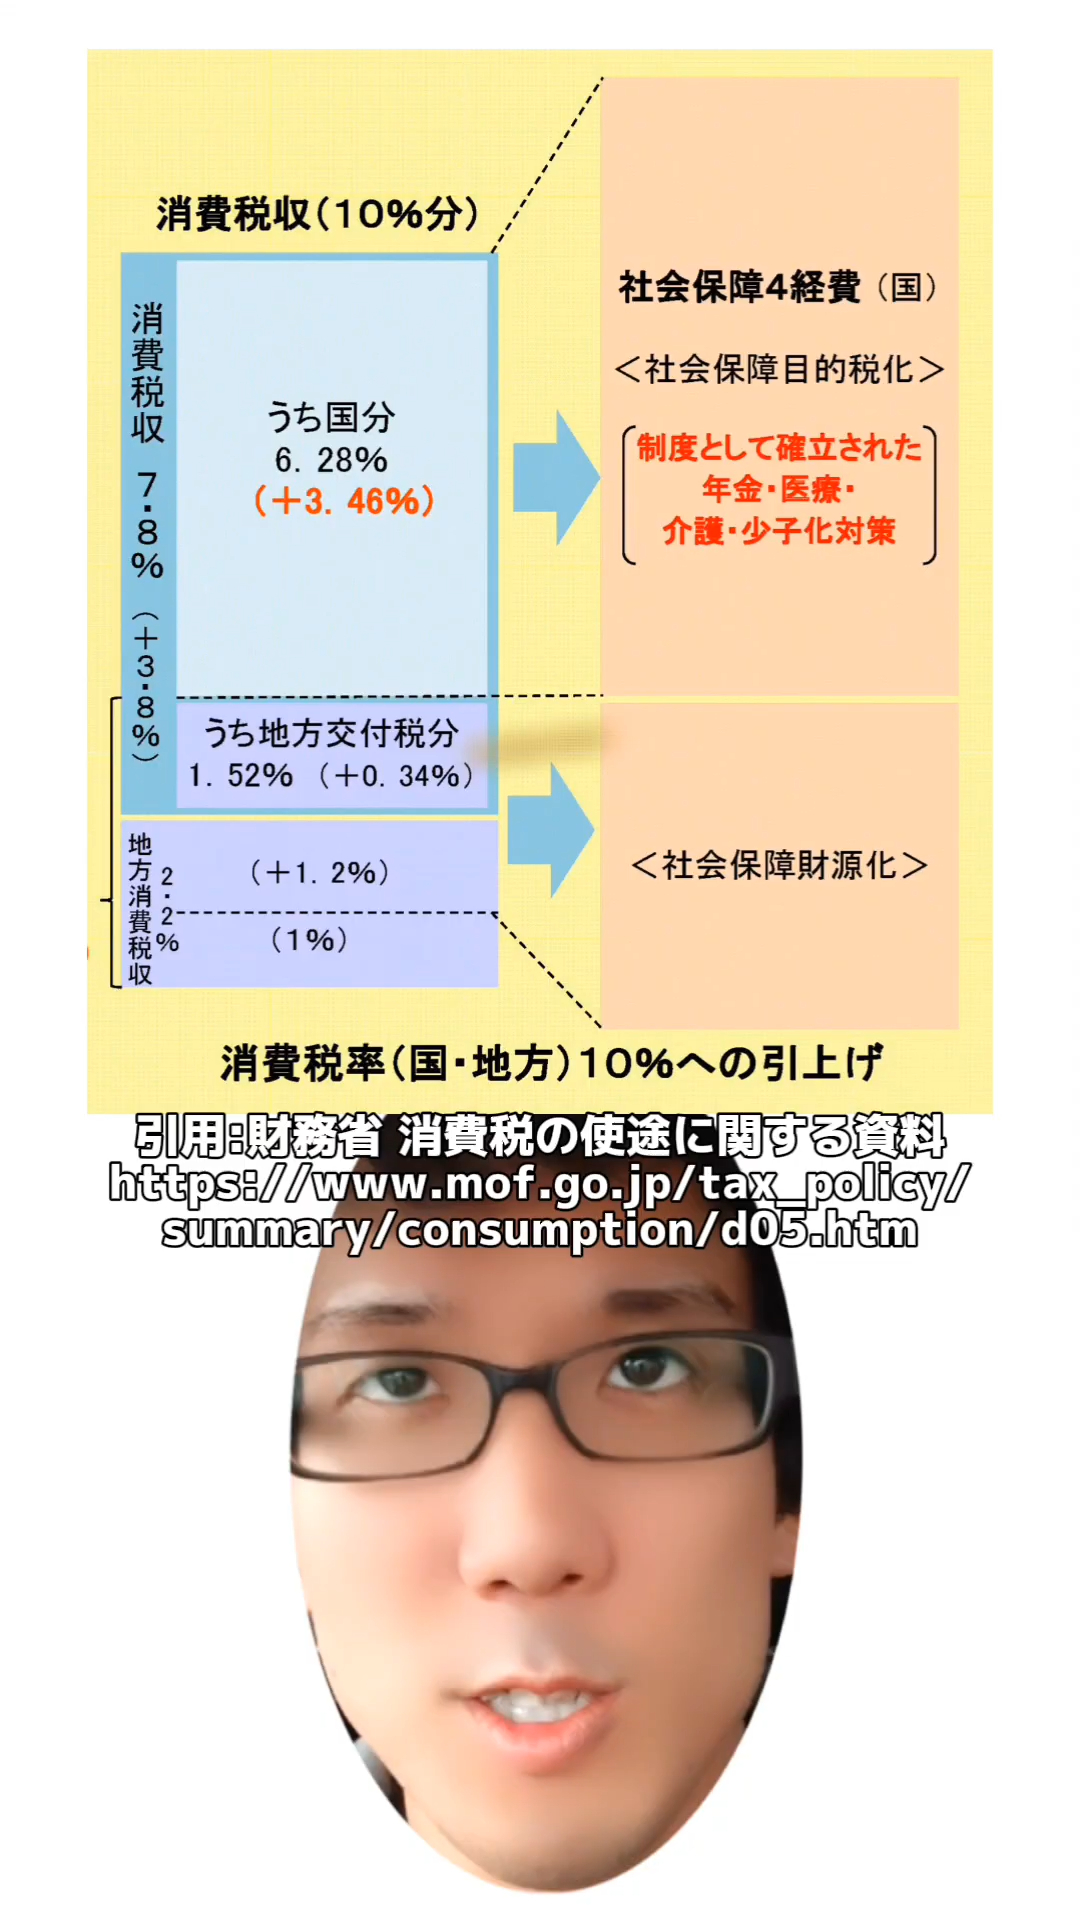 消費税収（１０％分）
消費税収 ７．８％ （＋３．８％）
うち国分
６．２８％
（＋３．４６％）
社会保障４経費（国）
＜社会保障目的税化＞
制度として確立された
年金・医療・
介護・少子化対策
うち地方交付税分
１．５２％ （＋０．３４％）
地方消費税収
２．２％
（＋１．２％）
（１％）
＜社会保障財源化＞
消費税率（国・地方）１０％への引上げ
引用:財務省 消費税の使途に関する資料
https://www.mof.go.jp/tax_policy/
summary/consumption/d05.htm